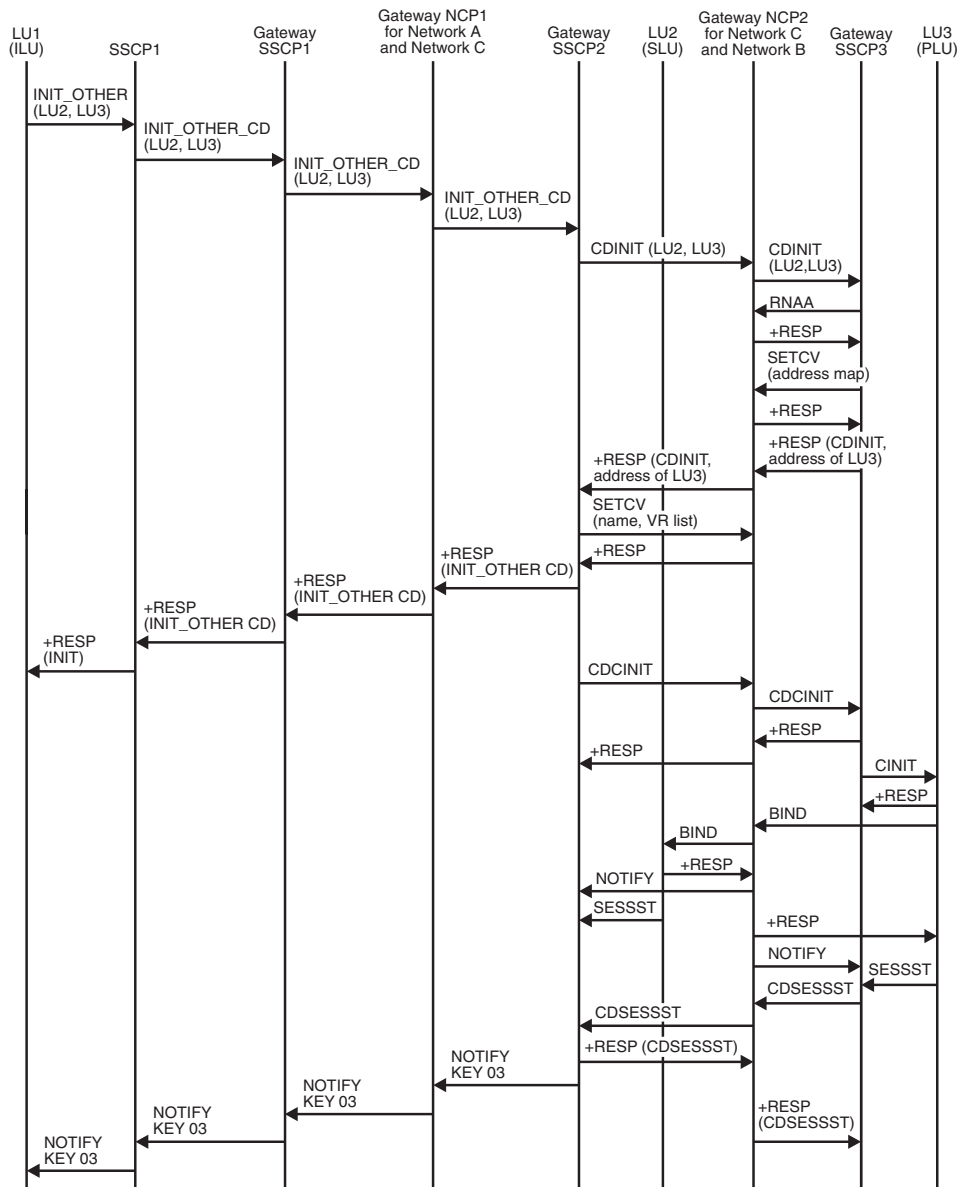 LU1
(ILU)
SSCP1
Gateway
SSCP1
Gateway NCP1
for Network A
and Network C
Gateway
SSCP2
LU2
(SLU)
Gateway NCP2
for Network C
and Network B
Gateway
SSCP3
LU3
(PLU)
INIT_OTHER
(LU2, LU3)
INIT_OTHER_CD
(LU2, LU3)
INIT_OTHER_CD
(LU2, LU3)
INIT_OTHER_CD
(LU2, LU3)
CDINIT (LU2, LU3)
CDINIT
(LU2,LU3)
RNAA
+RESP
SETCV
(address map)
+RESP
+RESP (CDINIT,
address of LU3)
+RESP (CDINIT,
address of LU3)
SETCV
(name, VR list)
+RESP
+RESP
(INIT_OTHER CD)
+RESP
(INIT_OTHER CD)
+RESP
(INIT_OTHER CD)
+RESP
(INIT)
CDCINIT
CDCINIT
+RESP
+RESP
CINIT
+RESP
BIND
BIND
+RESP
NOTIFY
SESSST
+RESP
NOTIFY
SESSST
CDSESSST
CDSESSST
+RESP (CDSESSST)
NOTIFY
KEY 03
NOTIFY
KEY 03
+RESP
(CDSESSST)
NOTIFY
KEY 03
NOTIFY
KEY 03